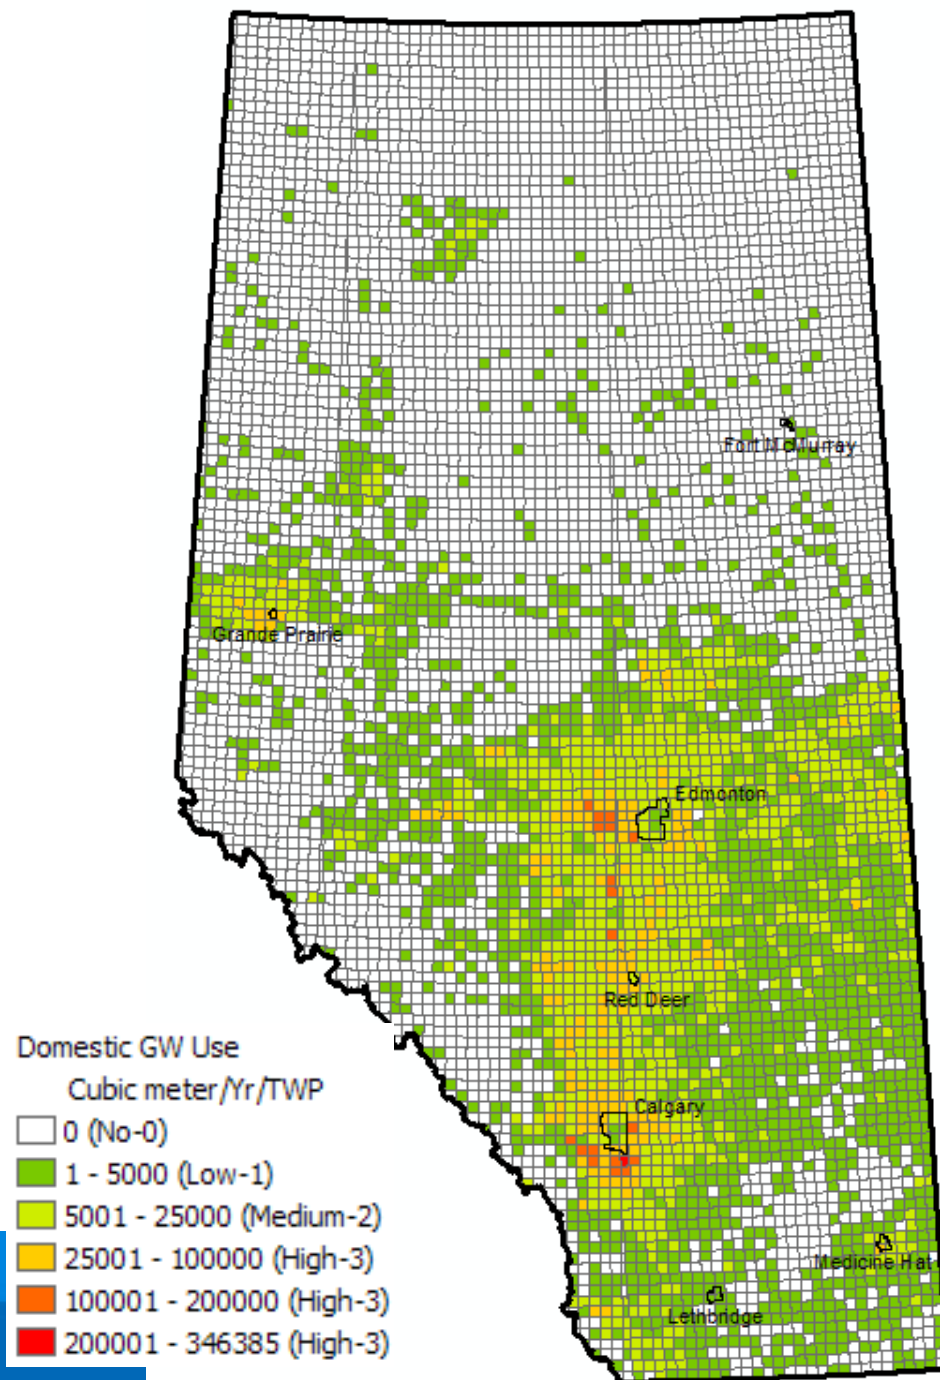 Fort McMurray
Grande Prairie
Edmonton
Red Deer
Calgary
Medicine Hat
Lethbridge
Domestic GW Use
Cubic meter/Yr/TWP
0 (No-0)
1 - 5000 (Low-1)
5001 - 25000 (Medium-2)
25001 - 100000 (High-3)
100001 - 200000 (High-3)
200001 - 346385 (High-3)